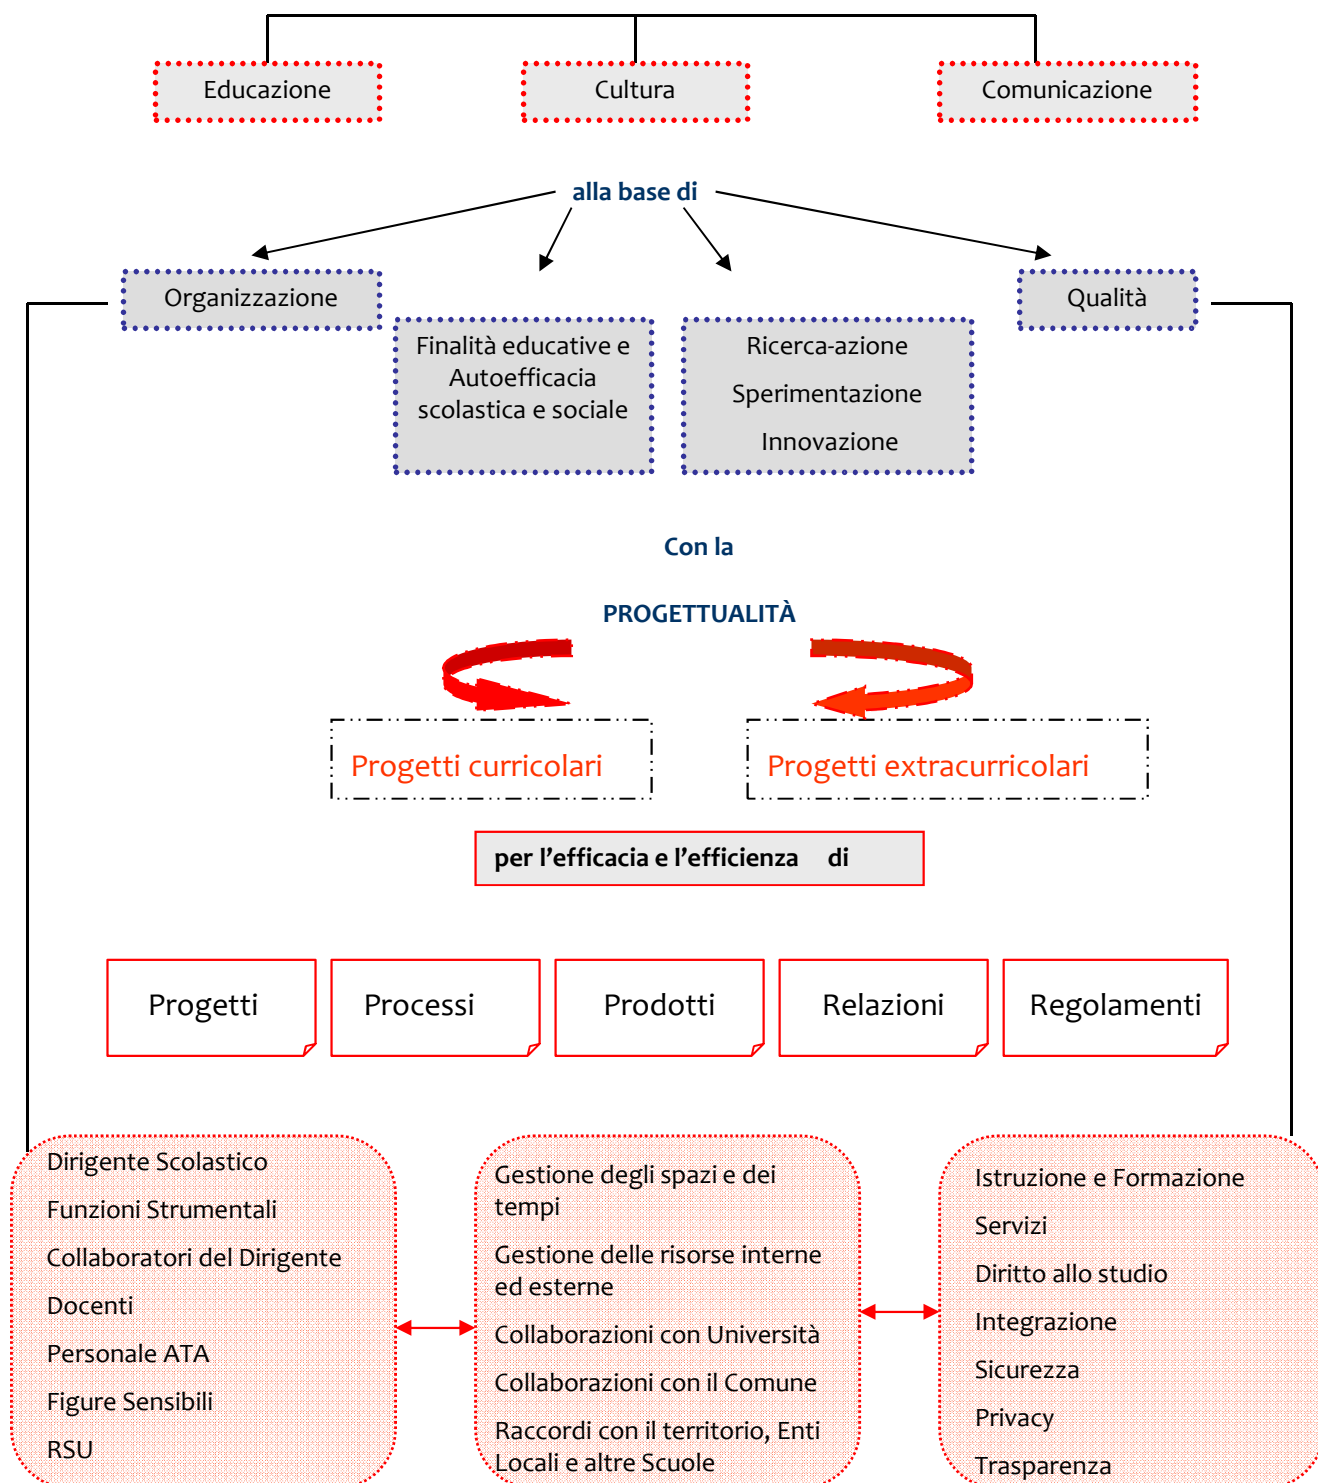 Educazione
Cultura
Comunicazione
alla base di
Organizzazione
Qualità
Finalità educative e
Autoefficacia
scolastica e sociale
Ricerca-azione
Sperimentazione
Innovazione
Con la
PROGETTUALITÀ
Progetti curricolari
Progetti extracurricolari
per l’efficacia e l’efficienza di
Progetti
Processi
Prodotti
Relazioni
Regolamenti
Dirigente Scolastico
Funzioni Strumentali
Collaboratori del Dirigente
Docenti
Personale ATA
Figure Sensibili
RSU
Gestione degli spazi e dei
tempi
Gestione delle risorse interne
ed esterne
Collaborazioni con Università
Collaborazioni con il Comune
Raccordi con il territorio, Enti
Locali e altre Scuole
Istruzione e Formazione
Servizi
Diritto allo studio
Integrazione
Sicurezza
Privacy
Trasparenza